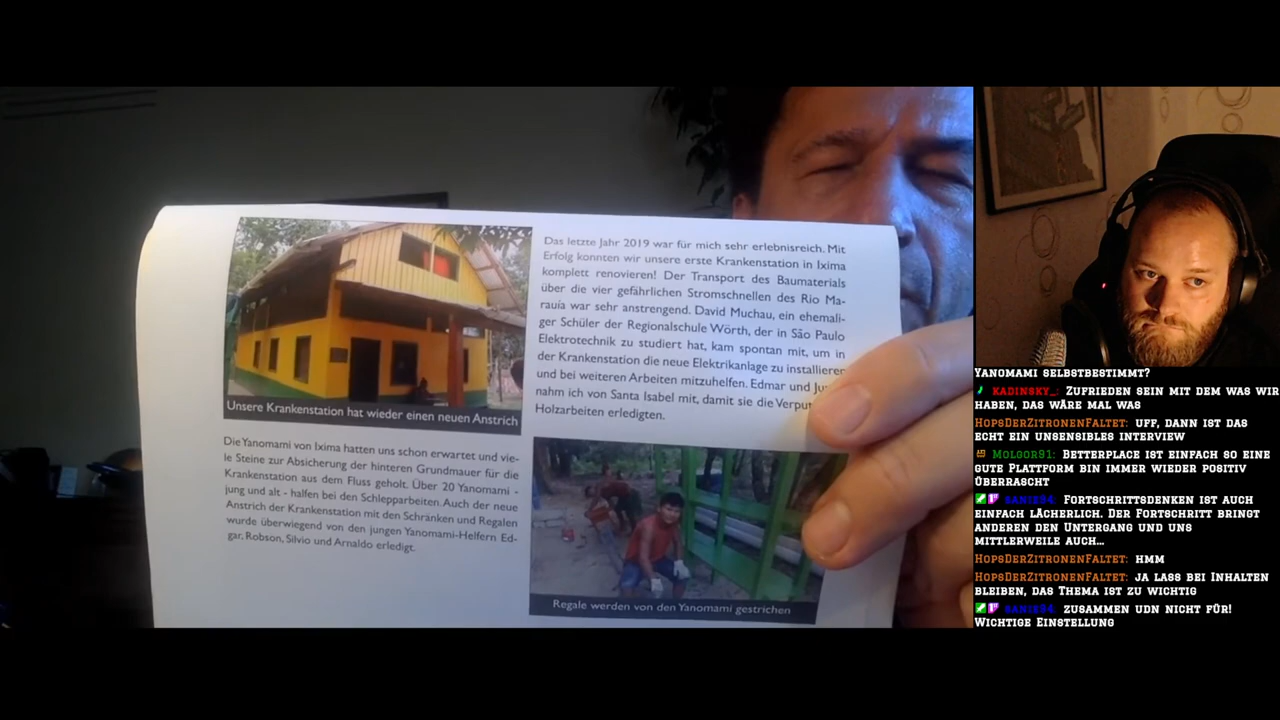 Das letzte Jahr 2019 war für mich sehr erlebnisreich. Mit
Erfolg konnten wir unsere erste Krankenstation in Ixima
komplett renovieren! Der Transport des Baumaterials
über die vier gefährlichen Stromschnellen des Rio Ma-
rauía war sehr anstrengend. David Muchau, ein ehemali-
ger Schüler der Regionalschule Wörth, der in São Paulo
Elektrotechnik zu studiert hat, kam spontan mit, um in
der Krankenstation die neue Elektrikanlage zu installieren
und bei weiteren Arbeiten mitzuhelfen. Edmar und
nahm ich von Santa Isabel mit, damit sie die
Holzarbeiten erledigten.
Unsere Krankenstation hat wieder einen neuen Anstrich
Die Yanomami von Ixima hatten uns schon erwartet und vie-
le Steine zur Absicherung der hinteren Grundmauer für die
Krankenstation aus dem Fluss geholt. Über 20 Yanomami -
jung und alt - halfen bei den Schlepparbeiten. Auch der neue
Anstrich der Krankenstation mit den Schränken und Regalen
wurde überwiegend von den jungen Yanomami-Helfern Ed-
gar, Robson, Silvio und Arnaldo erledigt.
Regale werden von den Yanomami gestrichen
Yanomami selbstbestimmt?
Kadinsky_: Zufrieden sein mit dem was wir
haben, das wäre mal was
HopsDerZitronenFaltet: uff, dann ist das
echt ein unsensibles interview
Molgor91: Betterplace ist einfach so eine
gute Plattform bin immer wieder positiv
überrascht
sanie94: Fortschrittsdenken ist auch
einfach lächerlich. Der Fortschritt bringt
anderen den Untergang und uns
mittlerweile auch...
HopsDerZitronenFaltet: hmm
HopsDerZitronenFaltet: ja lass bei Inhalten
bleiben, das Thema ist zu wichtig
sanie94: zusammen udn nicht für!
Wichtige Einstellung